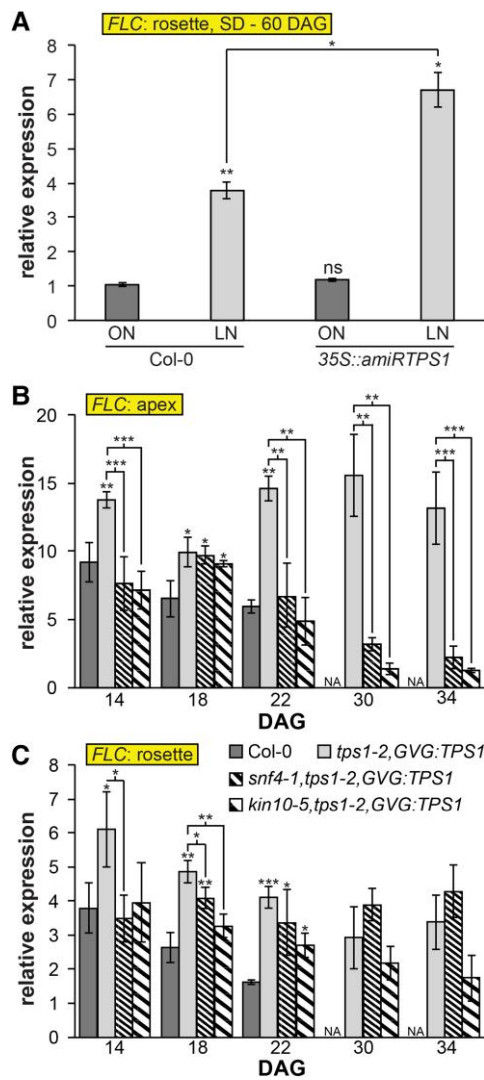 A
FLC: rosette, SD - 60 DAG
relative expression
8
7
6
5
4
3
2
1
0
*
**
ns
*
ON LN ON LN
Col-0 35S::amiRTPS1
B
FLC: apex
relative expression
20
15
10
5
0
*** ** ** ***
*** ** ** ***
** * * * **
NA NA
14 18 22 30 34
DAG
C
FLC: rosette
Col-0 tps1-2,GVG:TPS1
snf4-1,tps1-2,GVG:TPS1
kin10-5,tps1-2,GVG:TPS1
relative expression
8
7
6
5
4
3
2
1
0
* **
* * *** *
** ** *
NA NA
14 18 22 30 34
DAG